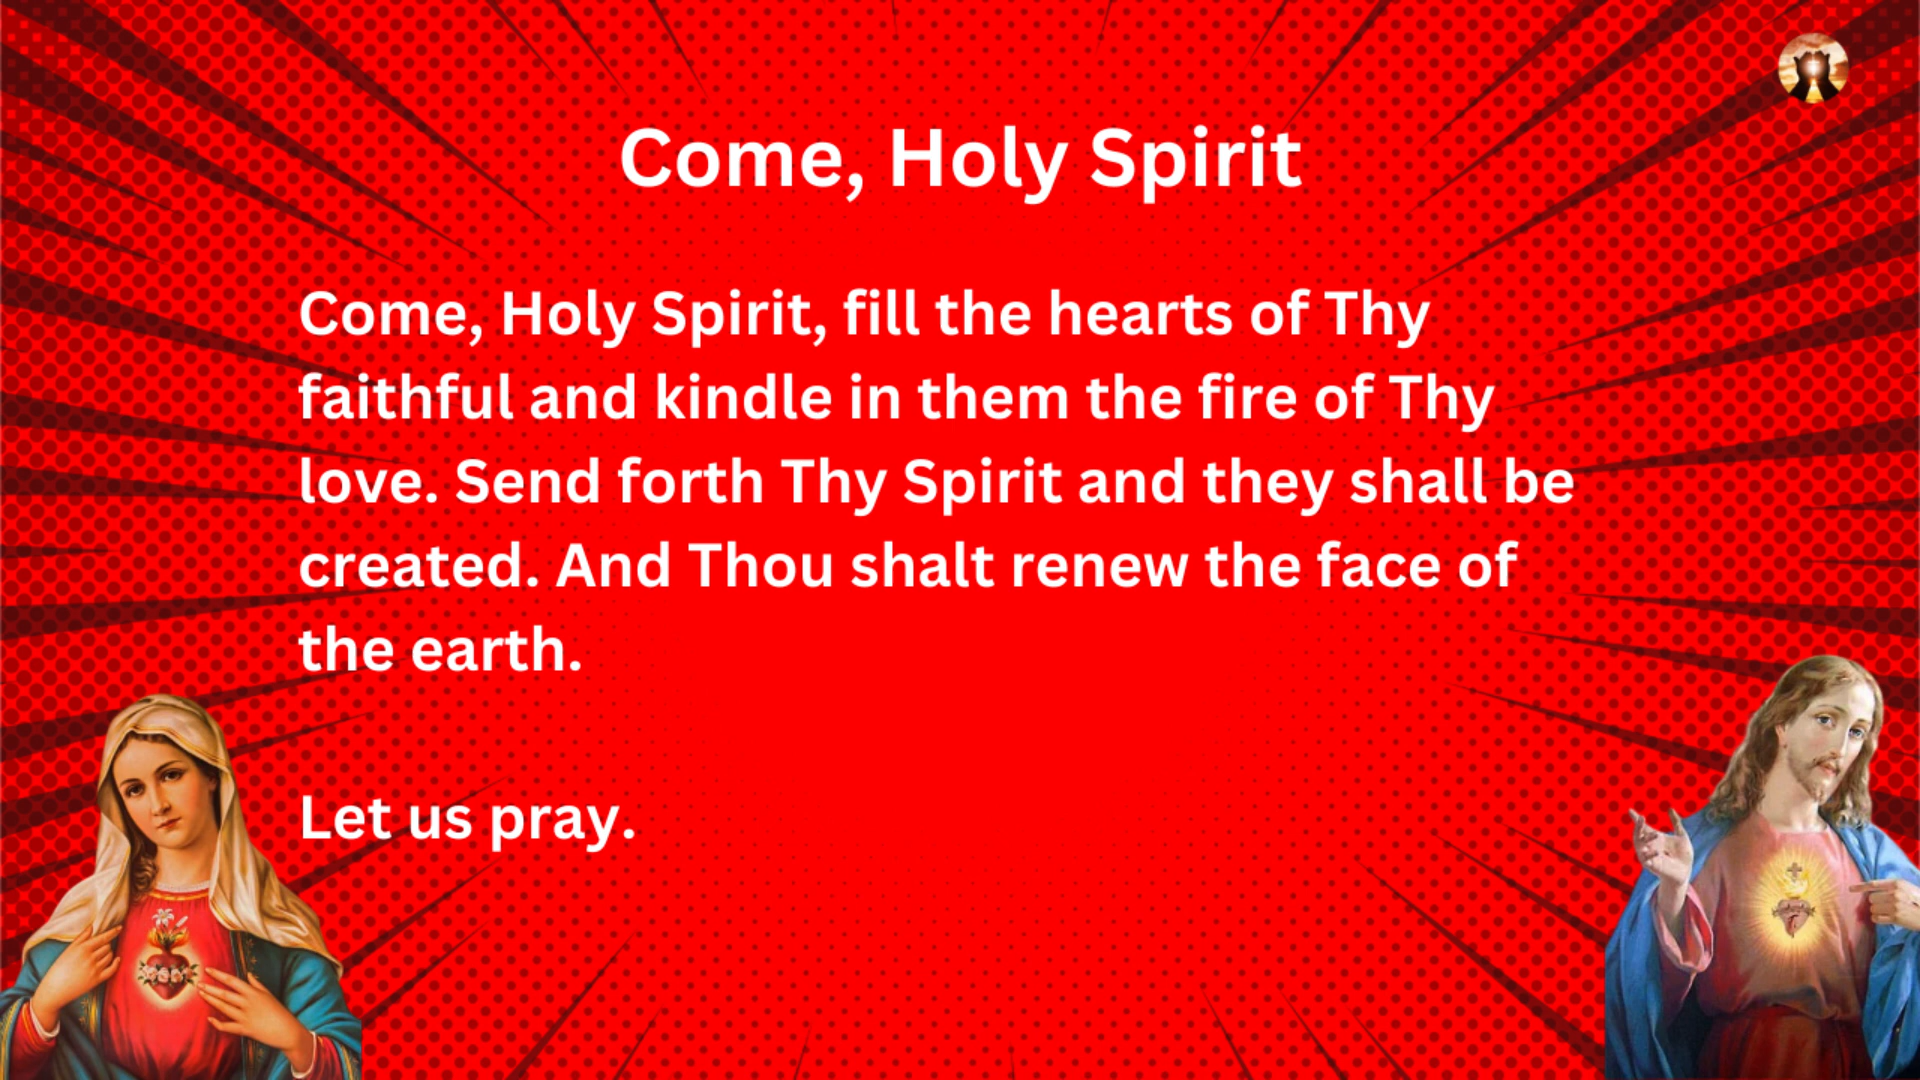 Come, Holy Spirit
Come, Holy Spirit, fill the hearts of Thy
faithful and kindle in them the fire of Thy
love. Send forth Thy Spirit and they shall be
created. And Thou shalt renew the face of
the earth.
Let us pray.